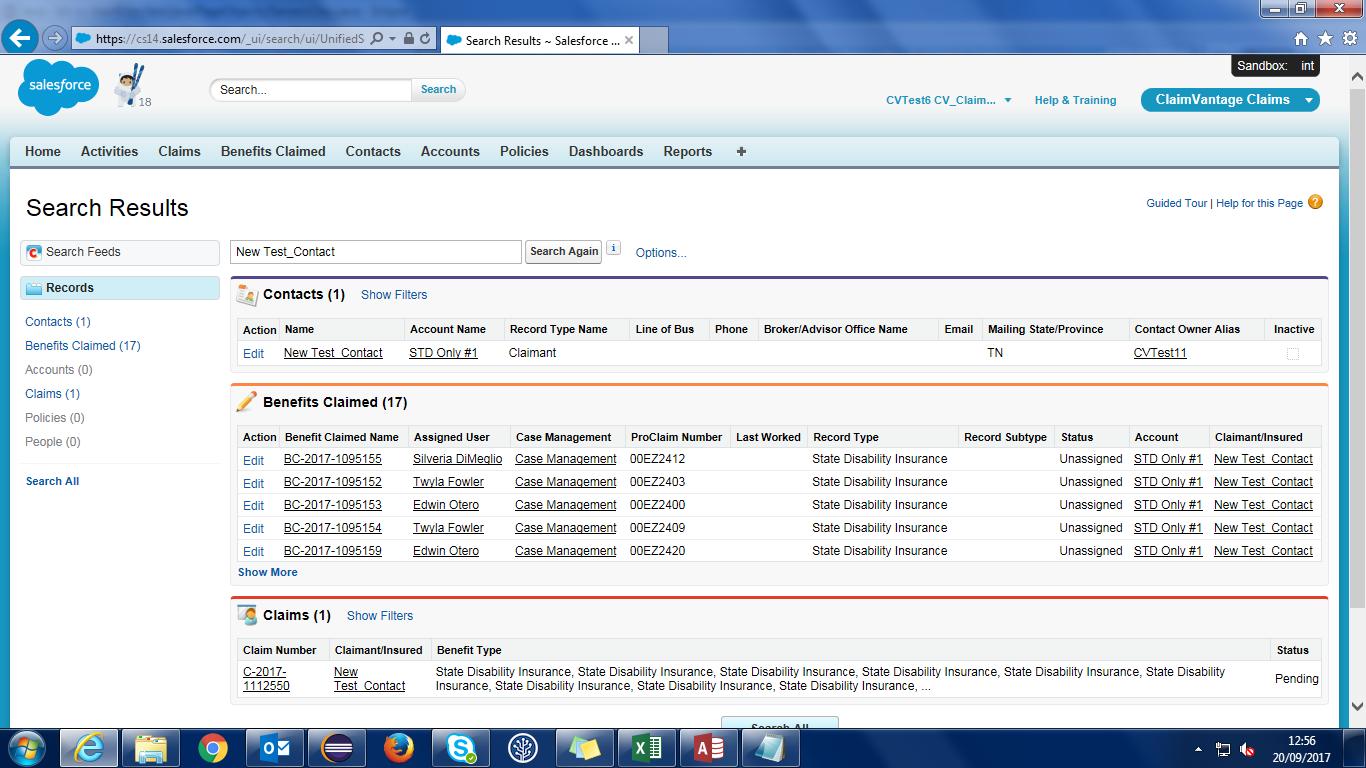 https://cs14.salesforce.com/_ui/search/ui/UnifiedS
Search Results ~ Salesforce ...
Sandbox: int
salesforce
18
Search...
Search
CVTest6 CV_Claim...
Help & Training
ClaimVantage Claims
Home Activities Claims Benefits Claimed Contacts Accounts Policies Dashboards Reports +
Search Results
Guided Tour | Help for this Page ?
Search Feeds
New Test_Contact
Search Again
i
Options...
Records
Contacts (1)
Benefits Claimed (17)
Accounts (0)
Claims (1)
Policies (0)
People (0)
Search All
Contacts (1) Show Filters
Action Name Account Name Record Type Name Line of Bus Phone Broker/Advisor Office Name Email Mailing State/Province Contact Owner Alias Inactive
Edit New Test_Contact STD Only #1 Claimant TN CVTest11
Benefits Claimed (17)
Action Benefit Claimed Name Assigned User Case Management ProClaim Number Last Worked Record Type Record Subtype Status Account Claimant/Insured
Edit BC-2017-1095155 Silveria DiMeglio Case Management 00EZ2412 State Disability Insurance Unassigned STD Only #1 New Test_Contact
Edit BC-2017-1095152 Twyla Fowler Case Management 00EZ2403 State Disability Insurance Unassigned STD Only #1 New Test_Contact
Edit BC-2017-1095153 Edwin Otero Case Management 00EZ2400 State Disability Insurance Unassigned STD Only #1 New Test_Contact
Edit BC-2017-1095154 Twyla Fowler Case Management 00EZ2409 State Disability Insurance Unassigned STD Only #1 New Test_Contact
Edit BC-2017-1095159 Edwin Otero Case Management 00EZ2420 State Disability Insurance Unassigned STD Only #1 New Test_Contact
Show More
Claims (1) Show Filters
Claim Number Claimant/Insured Benefit Type Status
C-2017-1112550 New Test_Contact State Disability Insurance, State Disability Insurance, State Disability Insurance, State Disability Insurance, State Disability Insurance, State Disability Insurance, State Disability Insurance, State Disability Insurance, State Disability Insurance, ... Pending
Search All
12:56
20/09/2017